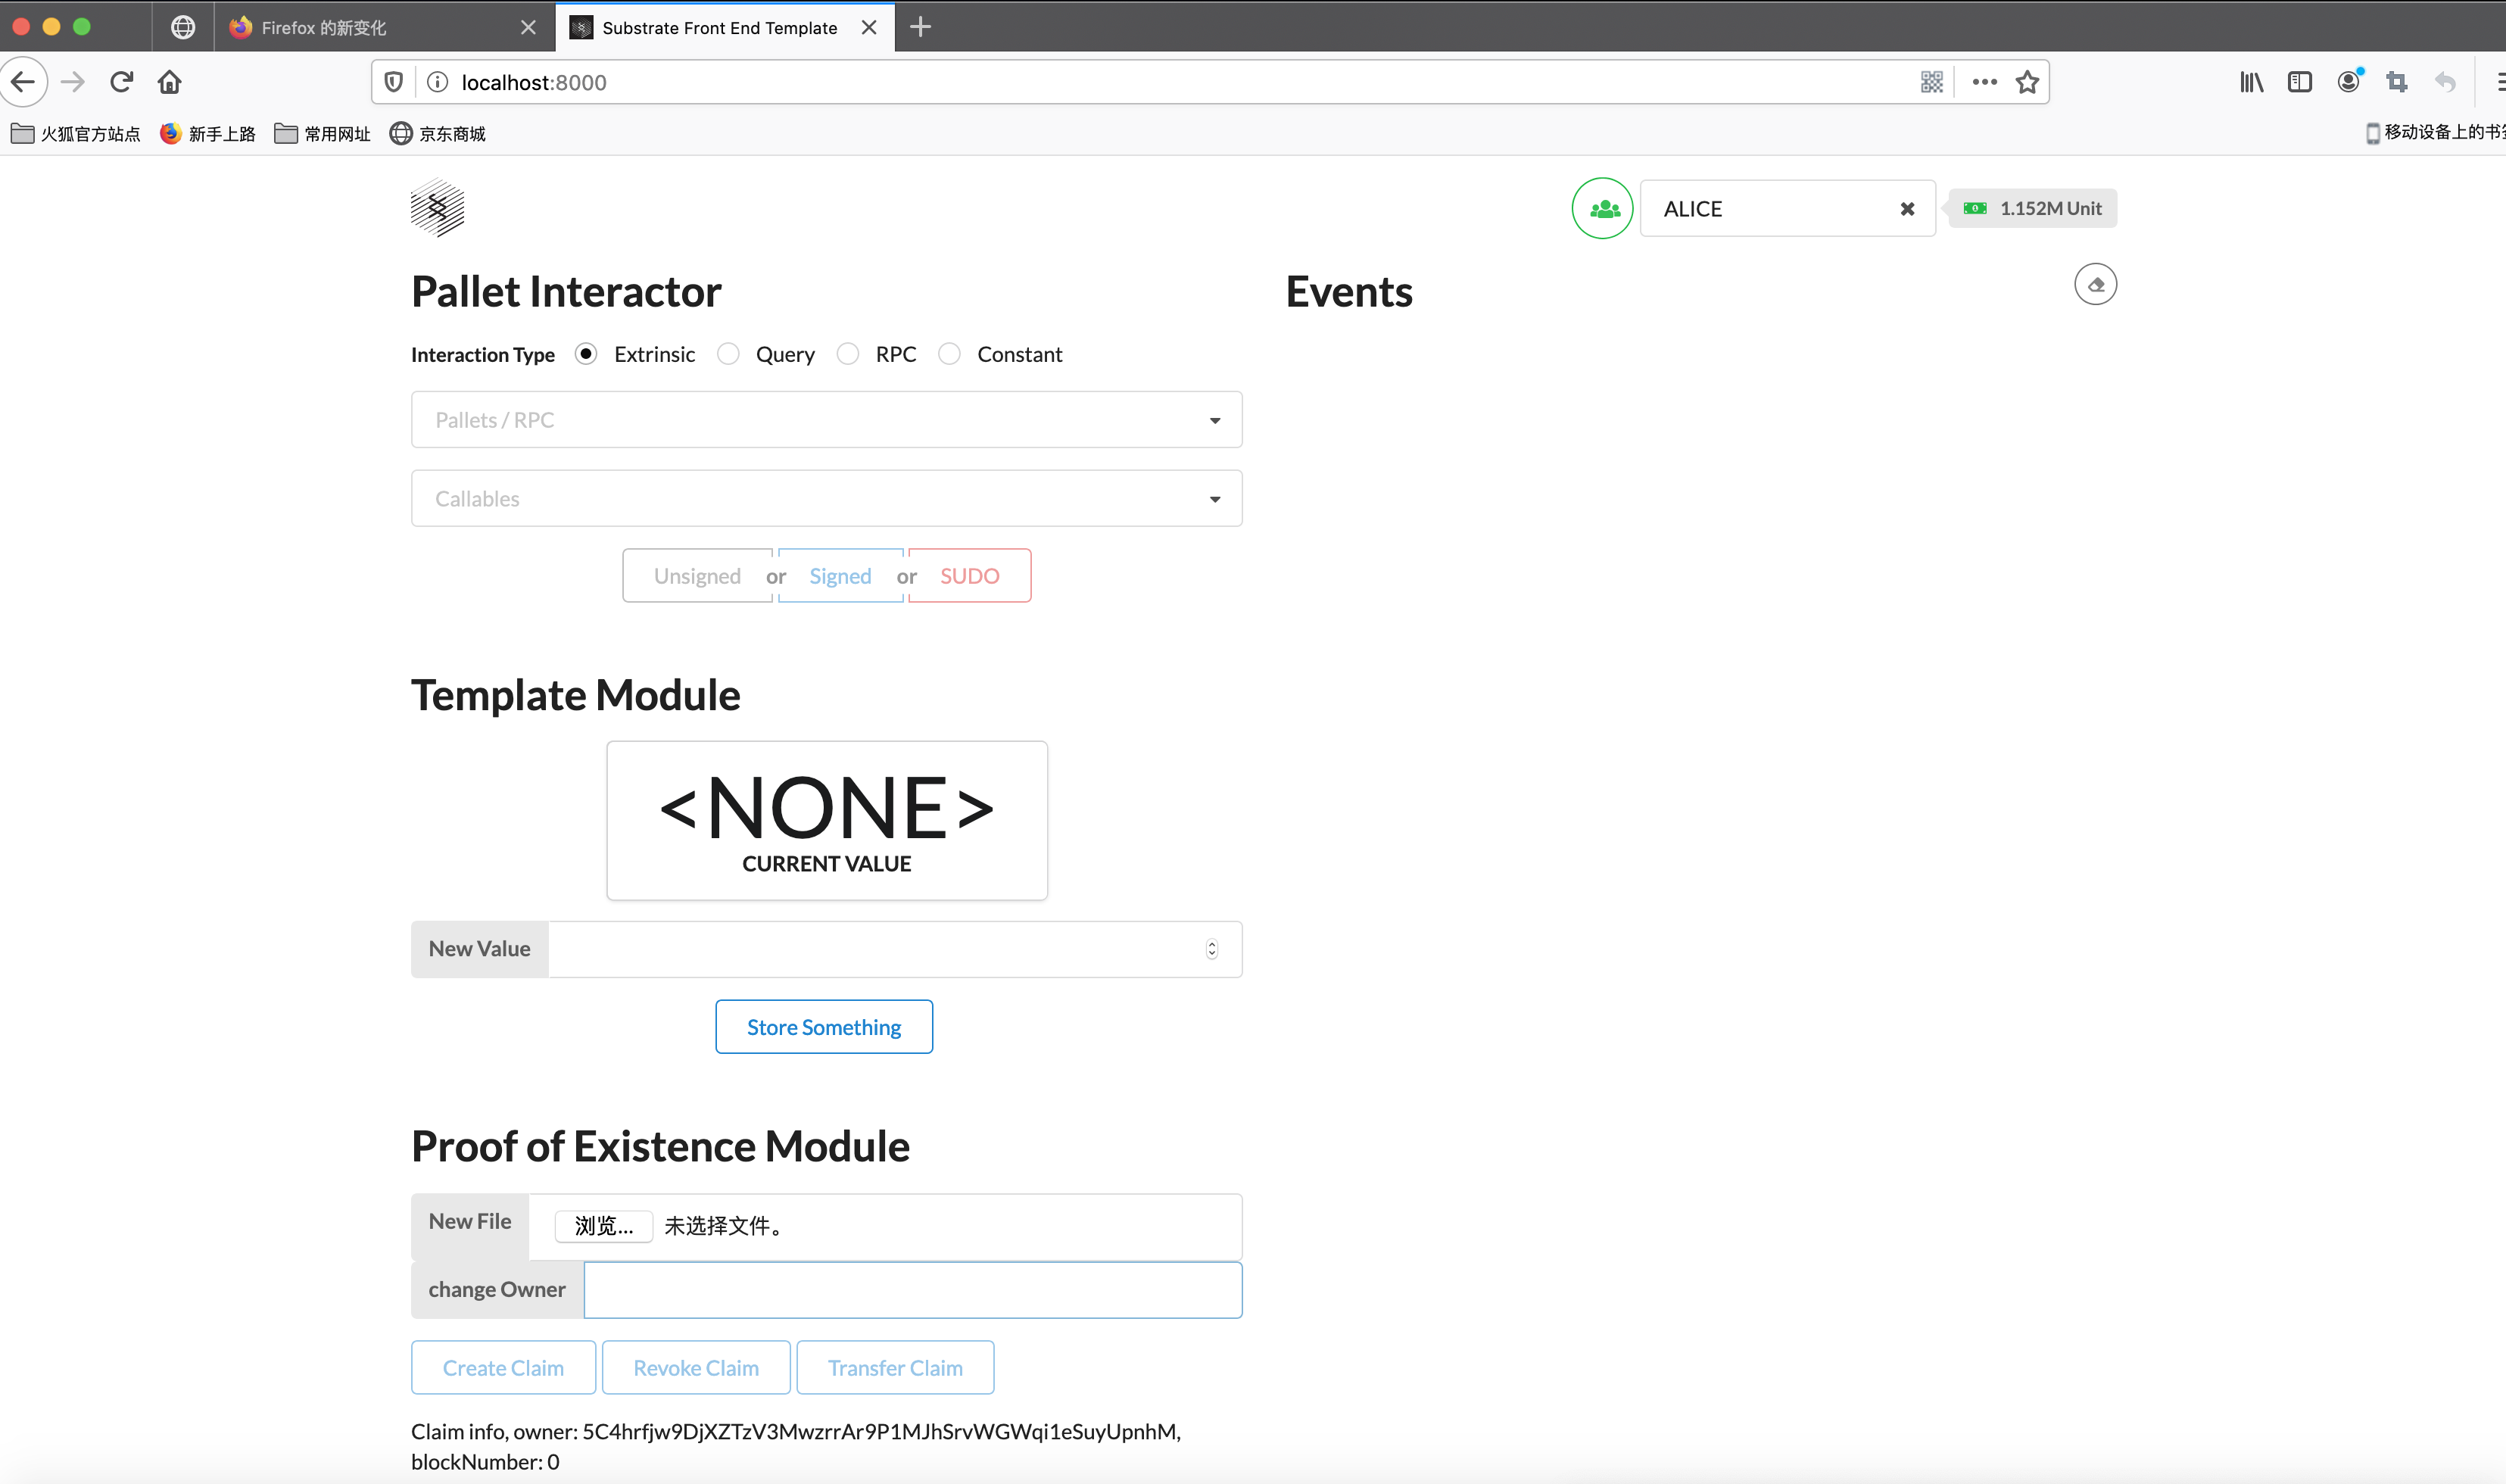 Firefox 的新变化
Substrate Front End Template
localhost:8000
火狐官方站点
新手上路
常用网址
京东商城
移动设备上的书签
ALICE
1.152M Unit
Pallet Interactor
Events
Interaction Type Extrinsic Query RPC Constant
Pallets / RPC
Callables
Unsigned or Signed or SUDO
Template Module
<NONE>
CURRENT VALUE
New Value
Store Something
Proof of Existence Module
New File 浏览... 未选择文件。
change Owner
Create Claim Revoke Claim Transfer Claim
Claim info, owner: 5C4hrfjw9DjXZTzV3MwzrrAr9P1MJhSrvWGWqi1eSuyUpnhM,
blockNumber: 0